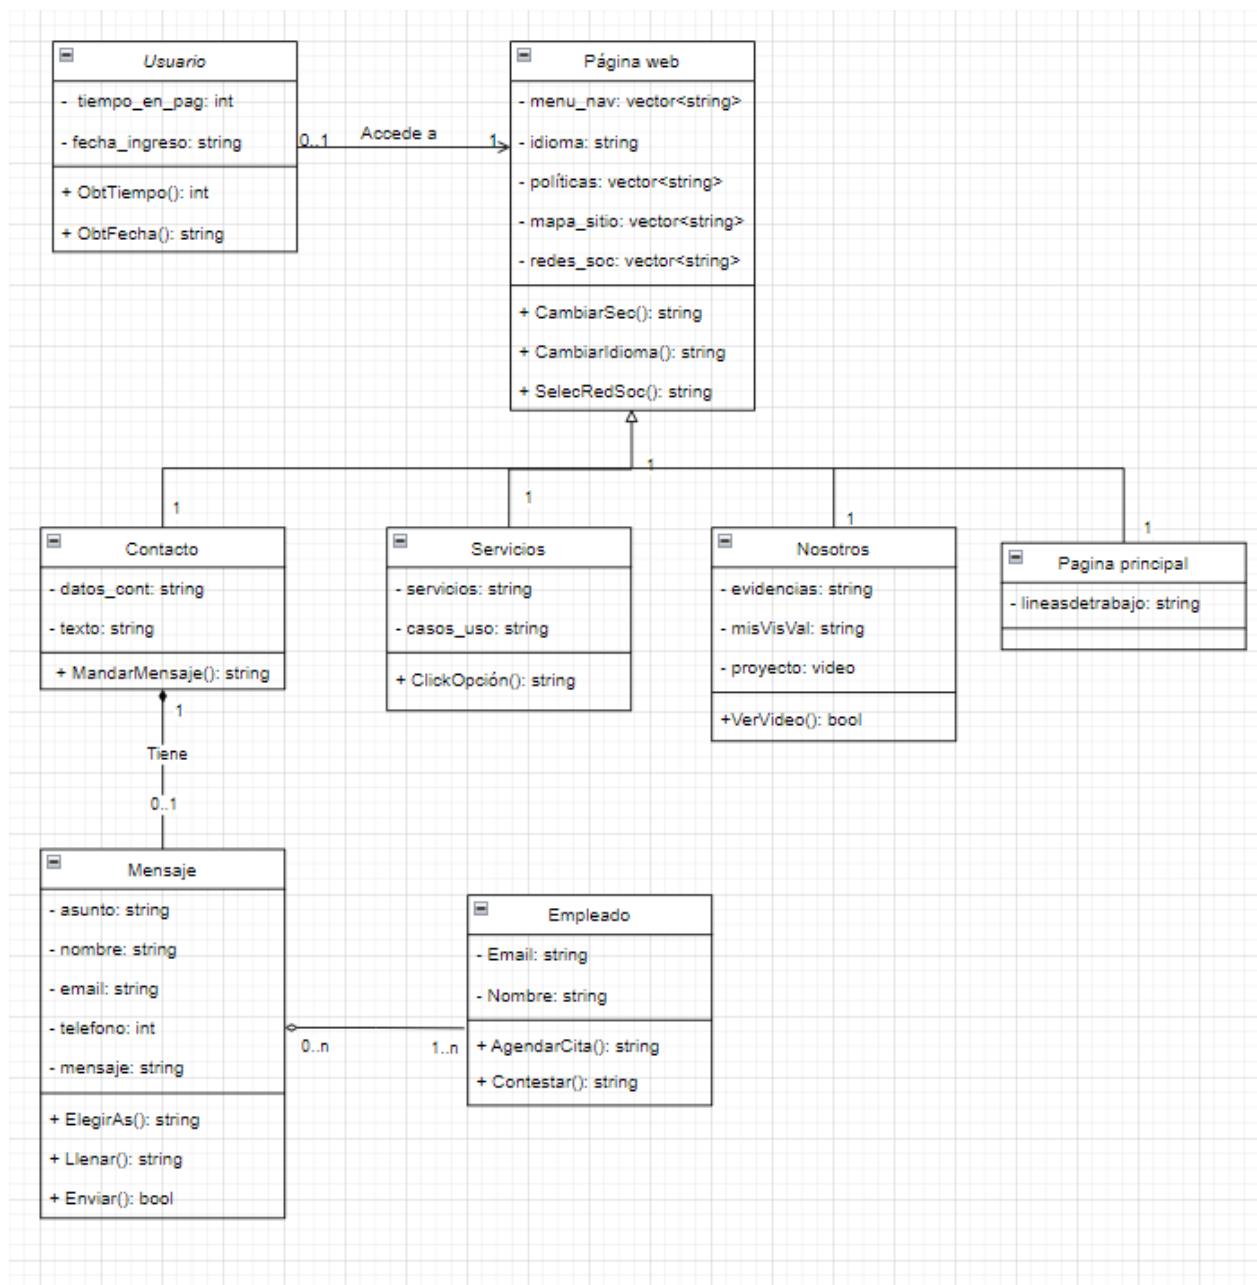 Usuario
- tiempo_en_pag: int
- fecha_ingreso: string
+ ObtTiempo(): int
+ ObtFecha(): string
0..1
Accede a
1
Página web
- menu_nav: vector<string>
- idioma: string
- políticas: vector<string>
- mapa_sitio: vector<string>
- redes_soc: vector<string>
+ CambiarSec(): string
+ CambiarIdioma(): string
+ SelecRedSoc(): string
1
1
1
1
1
Contacto
- datos_cont: string
- texto: string
+ MandarMensaje(): string
Servicios
- servicios: string
- casos_uso: string
+ ClickOpción(): string
Nosotros
- evidencias: string
- misVisVal: string
- proyecto: video
+VerVideo(): bool
Pagina principal
- lineasdetrabajo: string
1
Tiene
0..1
Mensaje
- asunto: string
- nombre: string
- email: string
- telefono: int
- mensaje: string
+ ElegirAs(): string
+ Llenar(): string
+ Enviar(): bool
0..n
1..n
Empleado
- Email: string
- Nombre: string
+ AgendarCita(): string
+ Contestar(): string